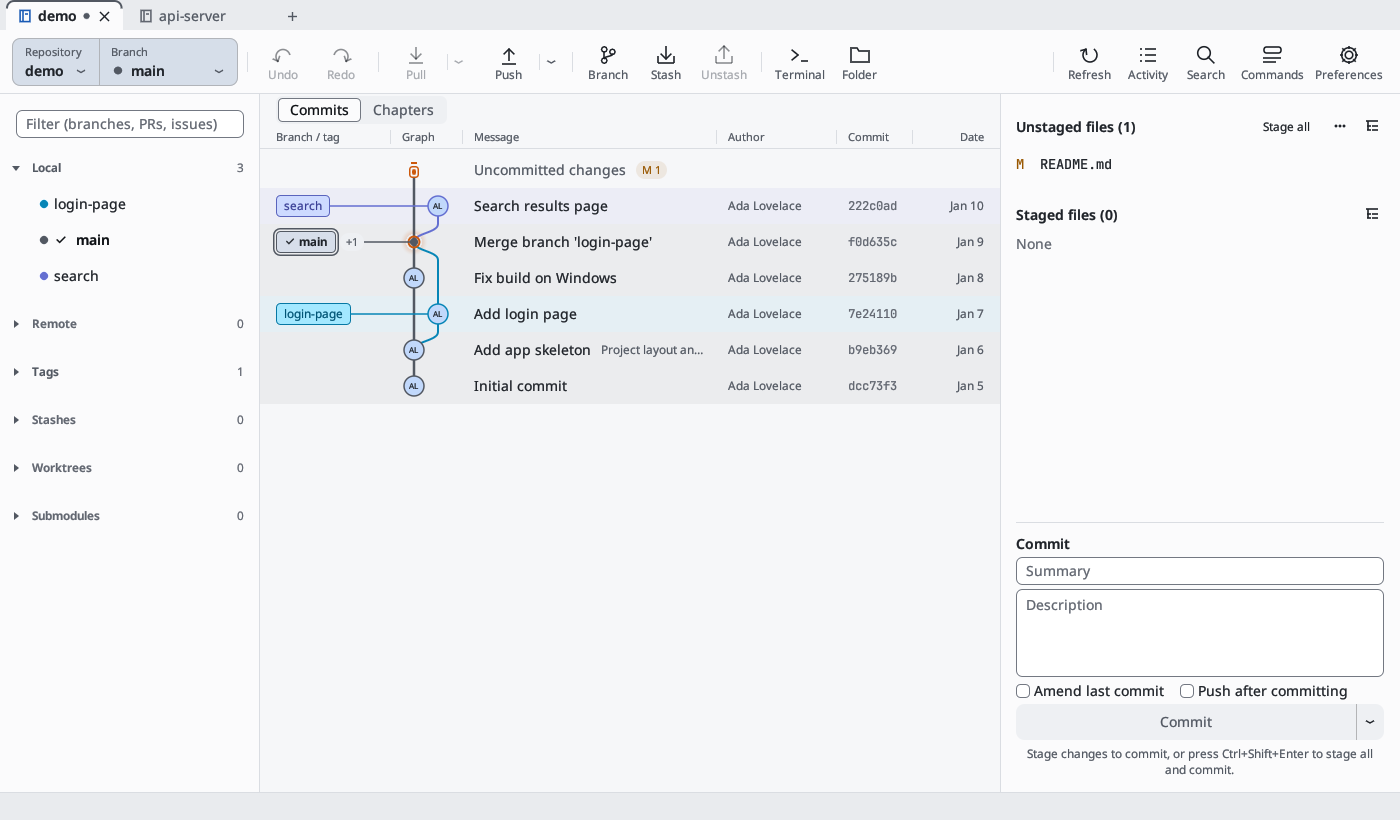 demo
api-server
Repository
demo
Branch
main
Undo
Redo
Pull
Push
Branch
Stash
Unstash
Terminal
Folder
Refresh
Activity
Search
Commands
Preferences
Filter (branches, PRs, issues)
Local 3
login-page
main
search
Remote 0
Tags 1
Stashes 0
Worktrees 0
Submodules 0
Commits Chapters
Branch / tag Graph Message Author Commit Date
Uncommitted changes M 1
search AL Search results page Ada Lovelace 222c0ad Jan 10
main +1 Merge branch 'login-page' Ada Lovelace f0d635c Jan 9
AL Fix build on Windows Ada Lovelace 275189b Jan 8
login-page AL Add login page Ada Lovelace 7e24110 Jan 7
AL Add app skeleton Project layout an... Ada Lovelace b9eb369 Jan 6
AL Initial commit Ada Lovelace dcc73f3 Jan 5
Unstaged files (1) Stage all
M README.md
Staged files (0)
None
Commit
Summary
Description
Amend last commit Push after committing
Commit
Stage changes to commit, or press Ctrl+Shift+Enter to stage all
and commit.